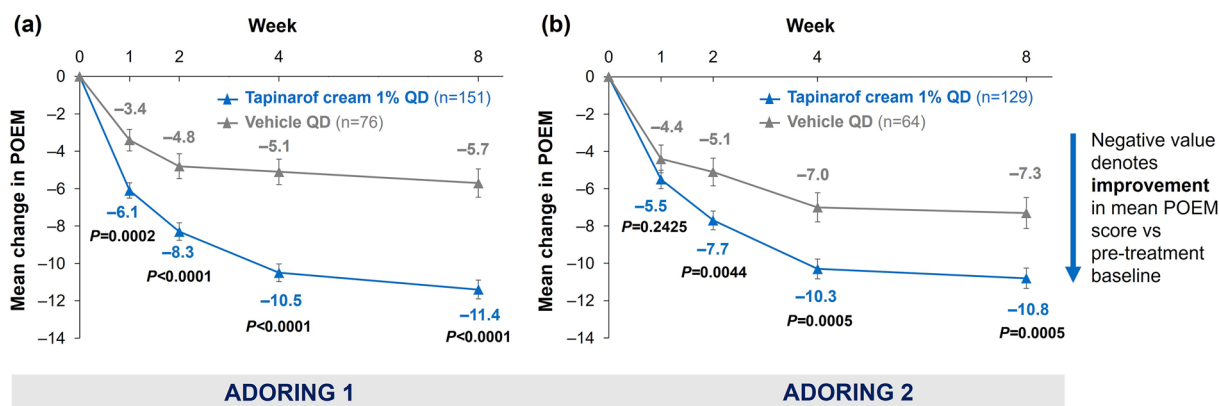 (a)
Week
0 1 2 4 8
Mean change in POEM
0
–2
–4
–6
–8
–10
–12
–14
Tapinarof cream 1% QD (n=151)
Vehicle QD (n=76)
–3.4
–4.8
–5.1
–5.7
–6.1
P=0.0002
–8.3
P<0.0001
–10.5
P<0.0001
–11.4
P<0.0001
ADORING 1
(b)
Week
0 1 2 4 8
Mean change in POEM
0
–2
–4
–6
–8
–10
–12
–14
Tapinarof cream 1% QD (n=129)
Vehicle QD (n=64)
–4.4
–5.1
–7.0
–7.3
–5.5
P=0.2425
–7.7
P=0.0044
–10.3
P=0.0005
–10.8
P=0.0005
ADORING 2
Negative value
denotes
improvement
in mean POEM
score vs
pre-treatment
baseline